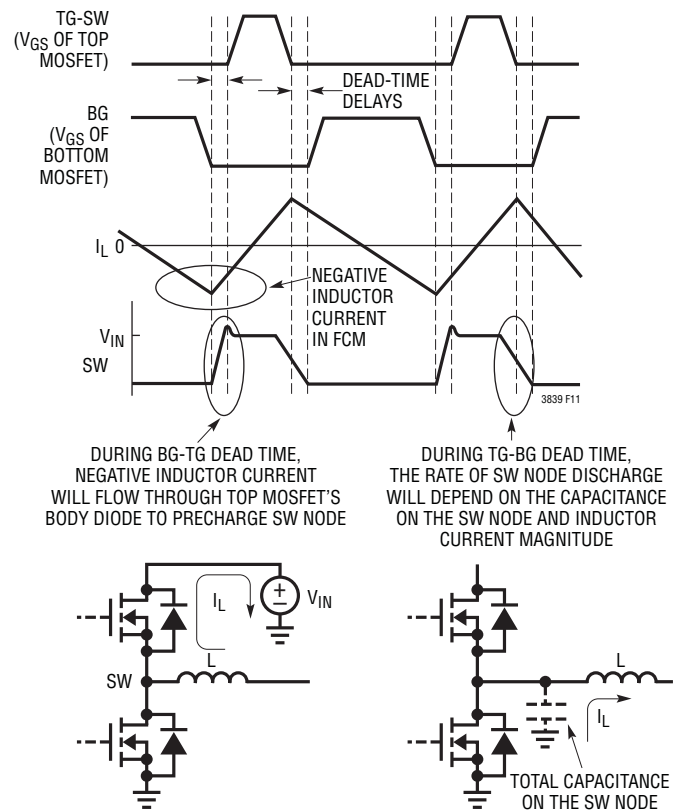 TG-SW
(VGS OF TOP
MOSFET)
DEAD-TIME
DELAYS
BG
(VGS OF
BOTTOM
MOSFET)
IL 0
NEGATIVE
INDUCTOR
CURRENT
IN FCM
VIN
SW
3839 F11
DURING BG-TG DEAD TIME,
NEGATIVE INDUCTOR CURRENT
WILL FLOW THROUGH TOP MOSFET'S
BODY DIODE TO PRECHARGE SW NODE
DURING TG-BG DEAD TIME,
THE RATE OF SW NODE DISCHARGE
WILL DEPEND ON THE CAPACITANCE
ON THE SW NODE AND INDUCTOR
CURRENT MAGNITUDE
IL
+
–
VIN
L
SW
L
IL
TOTAL CAPACITANCE
ON THE SW NODE